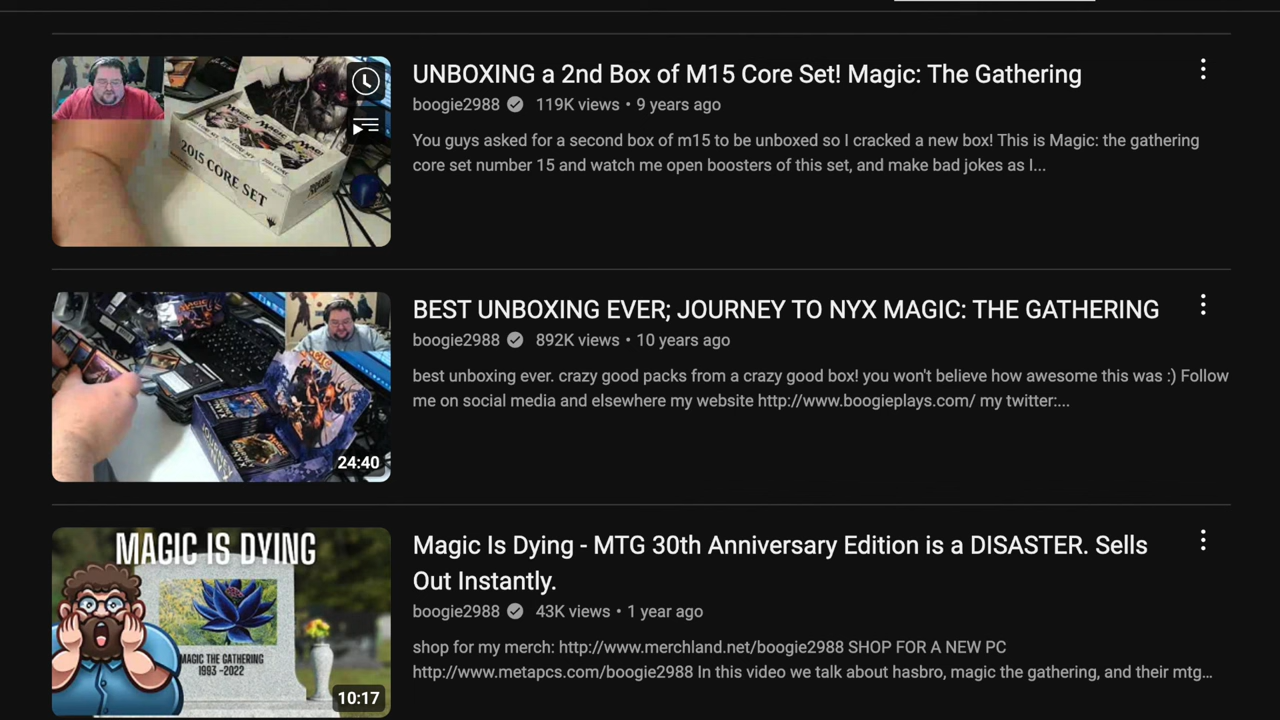 2015 CORE SET
UNBOXING a 2nd Box of M15 Core Set! Magic: The Gathering
boogie2988 119K views • 9 years ago
You guys asked for a second box of m15 to be unboxed so I cracked a new box! This is Magic: the gathering
core set number 15 and watch me open boosters of this set, and make bad jokes as I...
24:40
BEST UNBOXING EVER; JOURNEY TO NYX MAGIC: THE GATHERING
boogie2988 892K views • 10 years ago
best unboxing ever. crazy good packs from a crazy good box! you won't believe how awesome this was :) Follow
me on social media and elsewhere my website http://www.boogieplays.com/ my twitter:...
MAGIC IS DYING
MAGIC THE GATHERING
1993 -2022
10:17
Magic Is Dying - MTG 30th Anniversary Edition is a DISASTER. Sells
Out Instantly.
boogie2988 43K views • 1 year ago
shop for my merch: http://www.merchland.net/boogie2988 SHOP FOR A NEW PC
http://www.metapcs.com/boogie2988 In this video we talk about hasbro, magic the gathering, and their mtg...